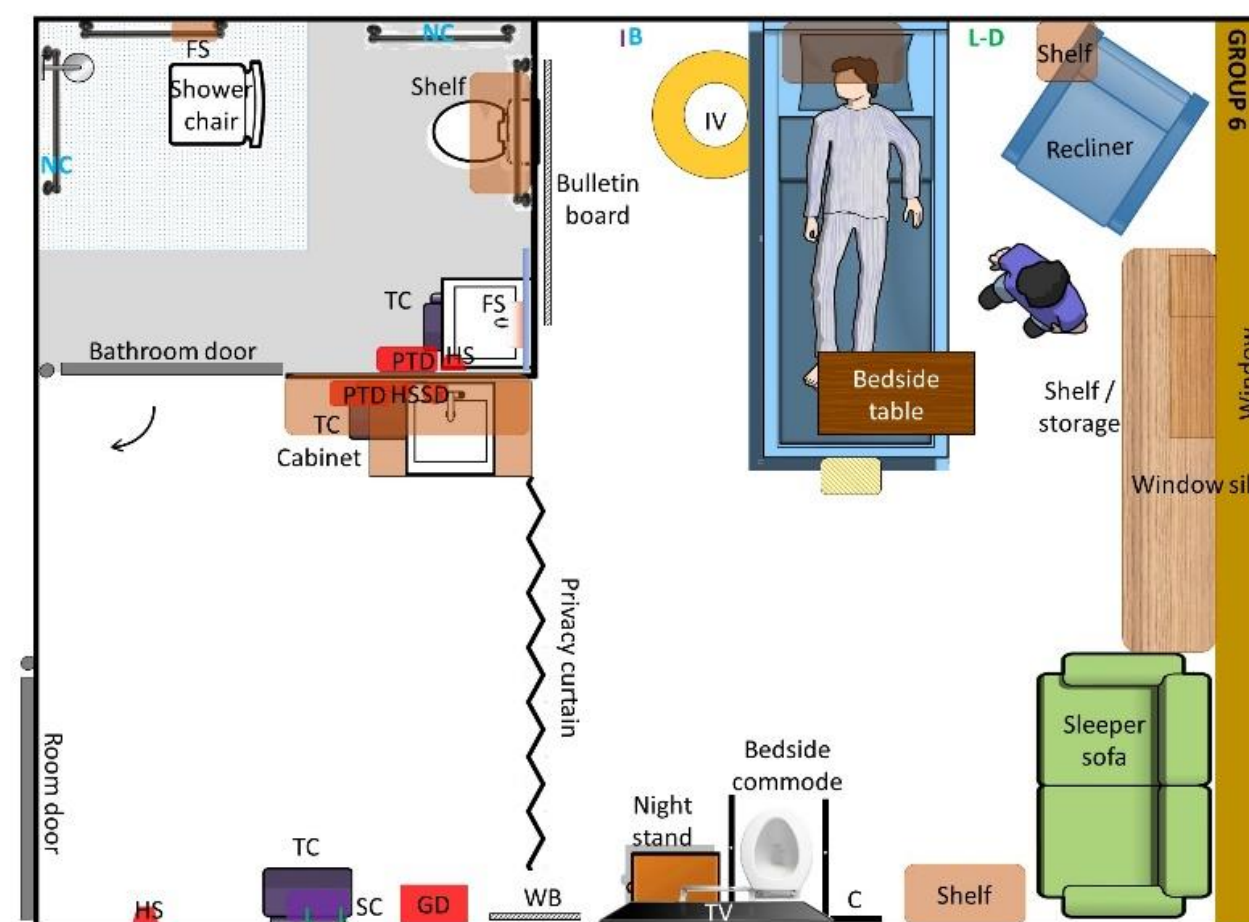 NC
IB
L-D
FS
Shelf
GROUP 6
Shower
chair
Shelf
NC
IV
Recliner
Bulletin
board
TC
FS
Bathroom door
PTD
HS
PTD
HSSD
TC
Cabinet
Bedside
table
Shelf /
storage
Window
Window sil
Privacy curtain
Room door
Sleeper
sofa
Bedside
commode
Night
stand
TC
HS
SC
GD
WB
TV
C
Shelf